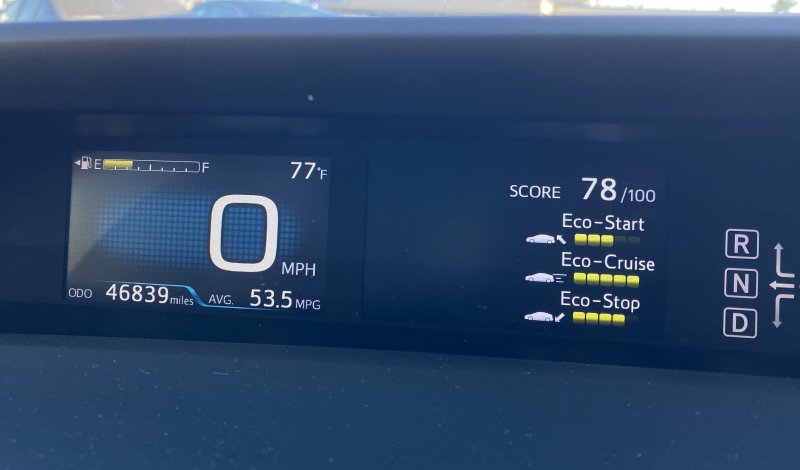 E F 77°F
0 MPH
ODO 46839 miles AVG. 53.5 MPG
SCORE 78/100
Eco-Start
Eco-Cruise
Eco-Stop
R
N
D